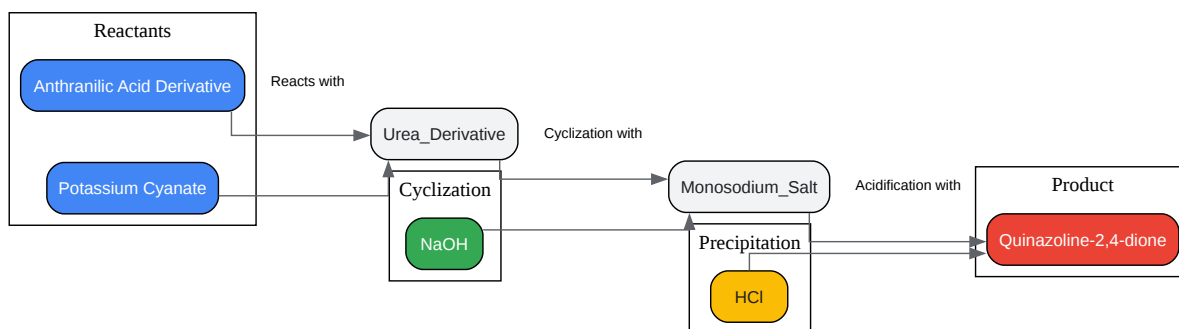 Reactants
Anthranilic Acid Derivative
Reacts with
Potassium Cyanate
Urea_Derivative
Cyclization with
Cyclization
NaOH
Monosodium_Salt
Acidification with
Precipitation
HCl
Product
Quinazoline-2,4-dione